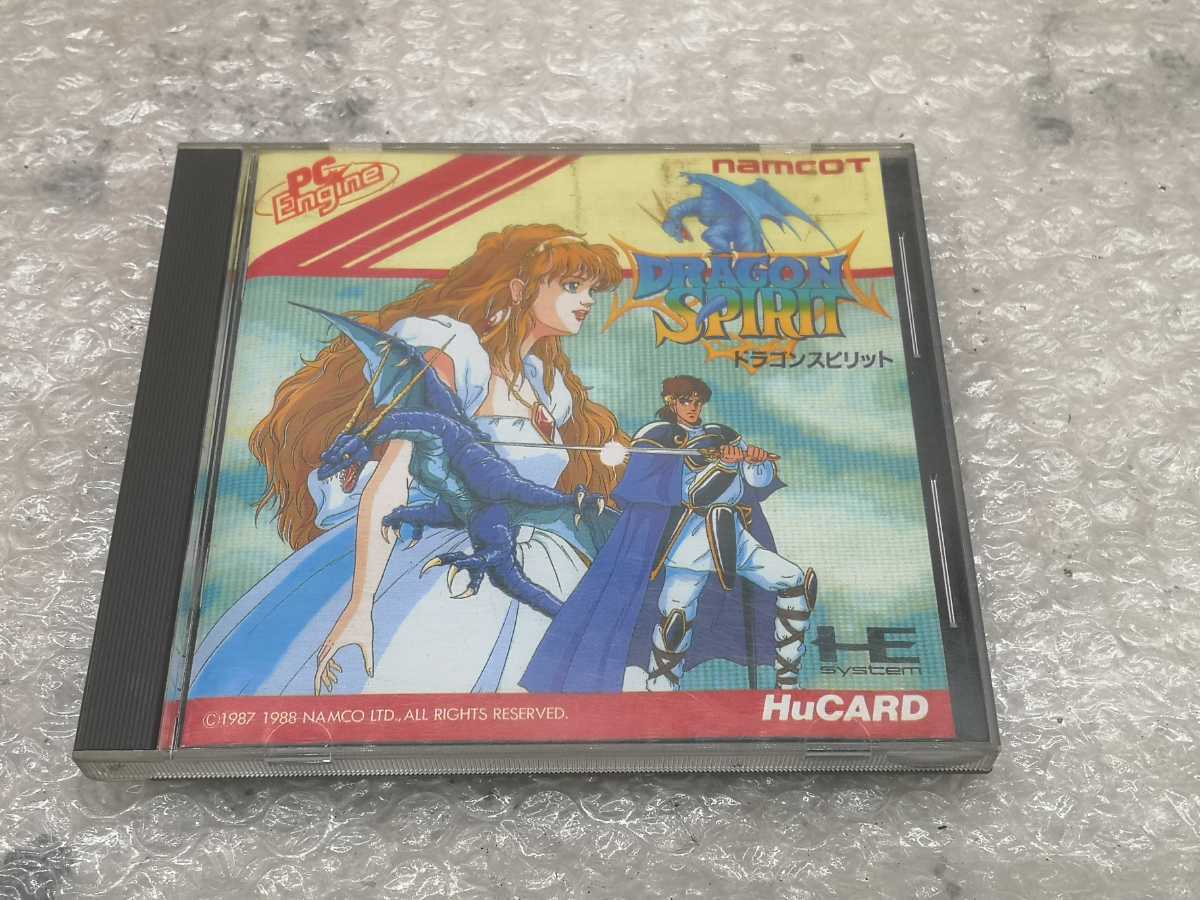 PC Engine
namcoT
DRAGON
SPIRIT
ドラゴンスピリット
HE
system
©1987 1988 NAMCO LTD., ALL RIGHTS RESERVED.
HuCARD